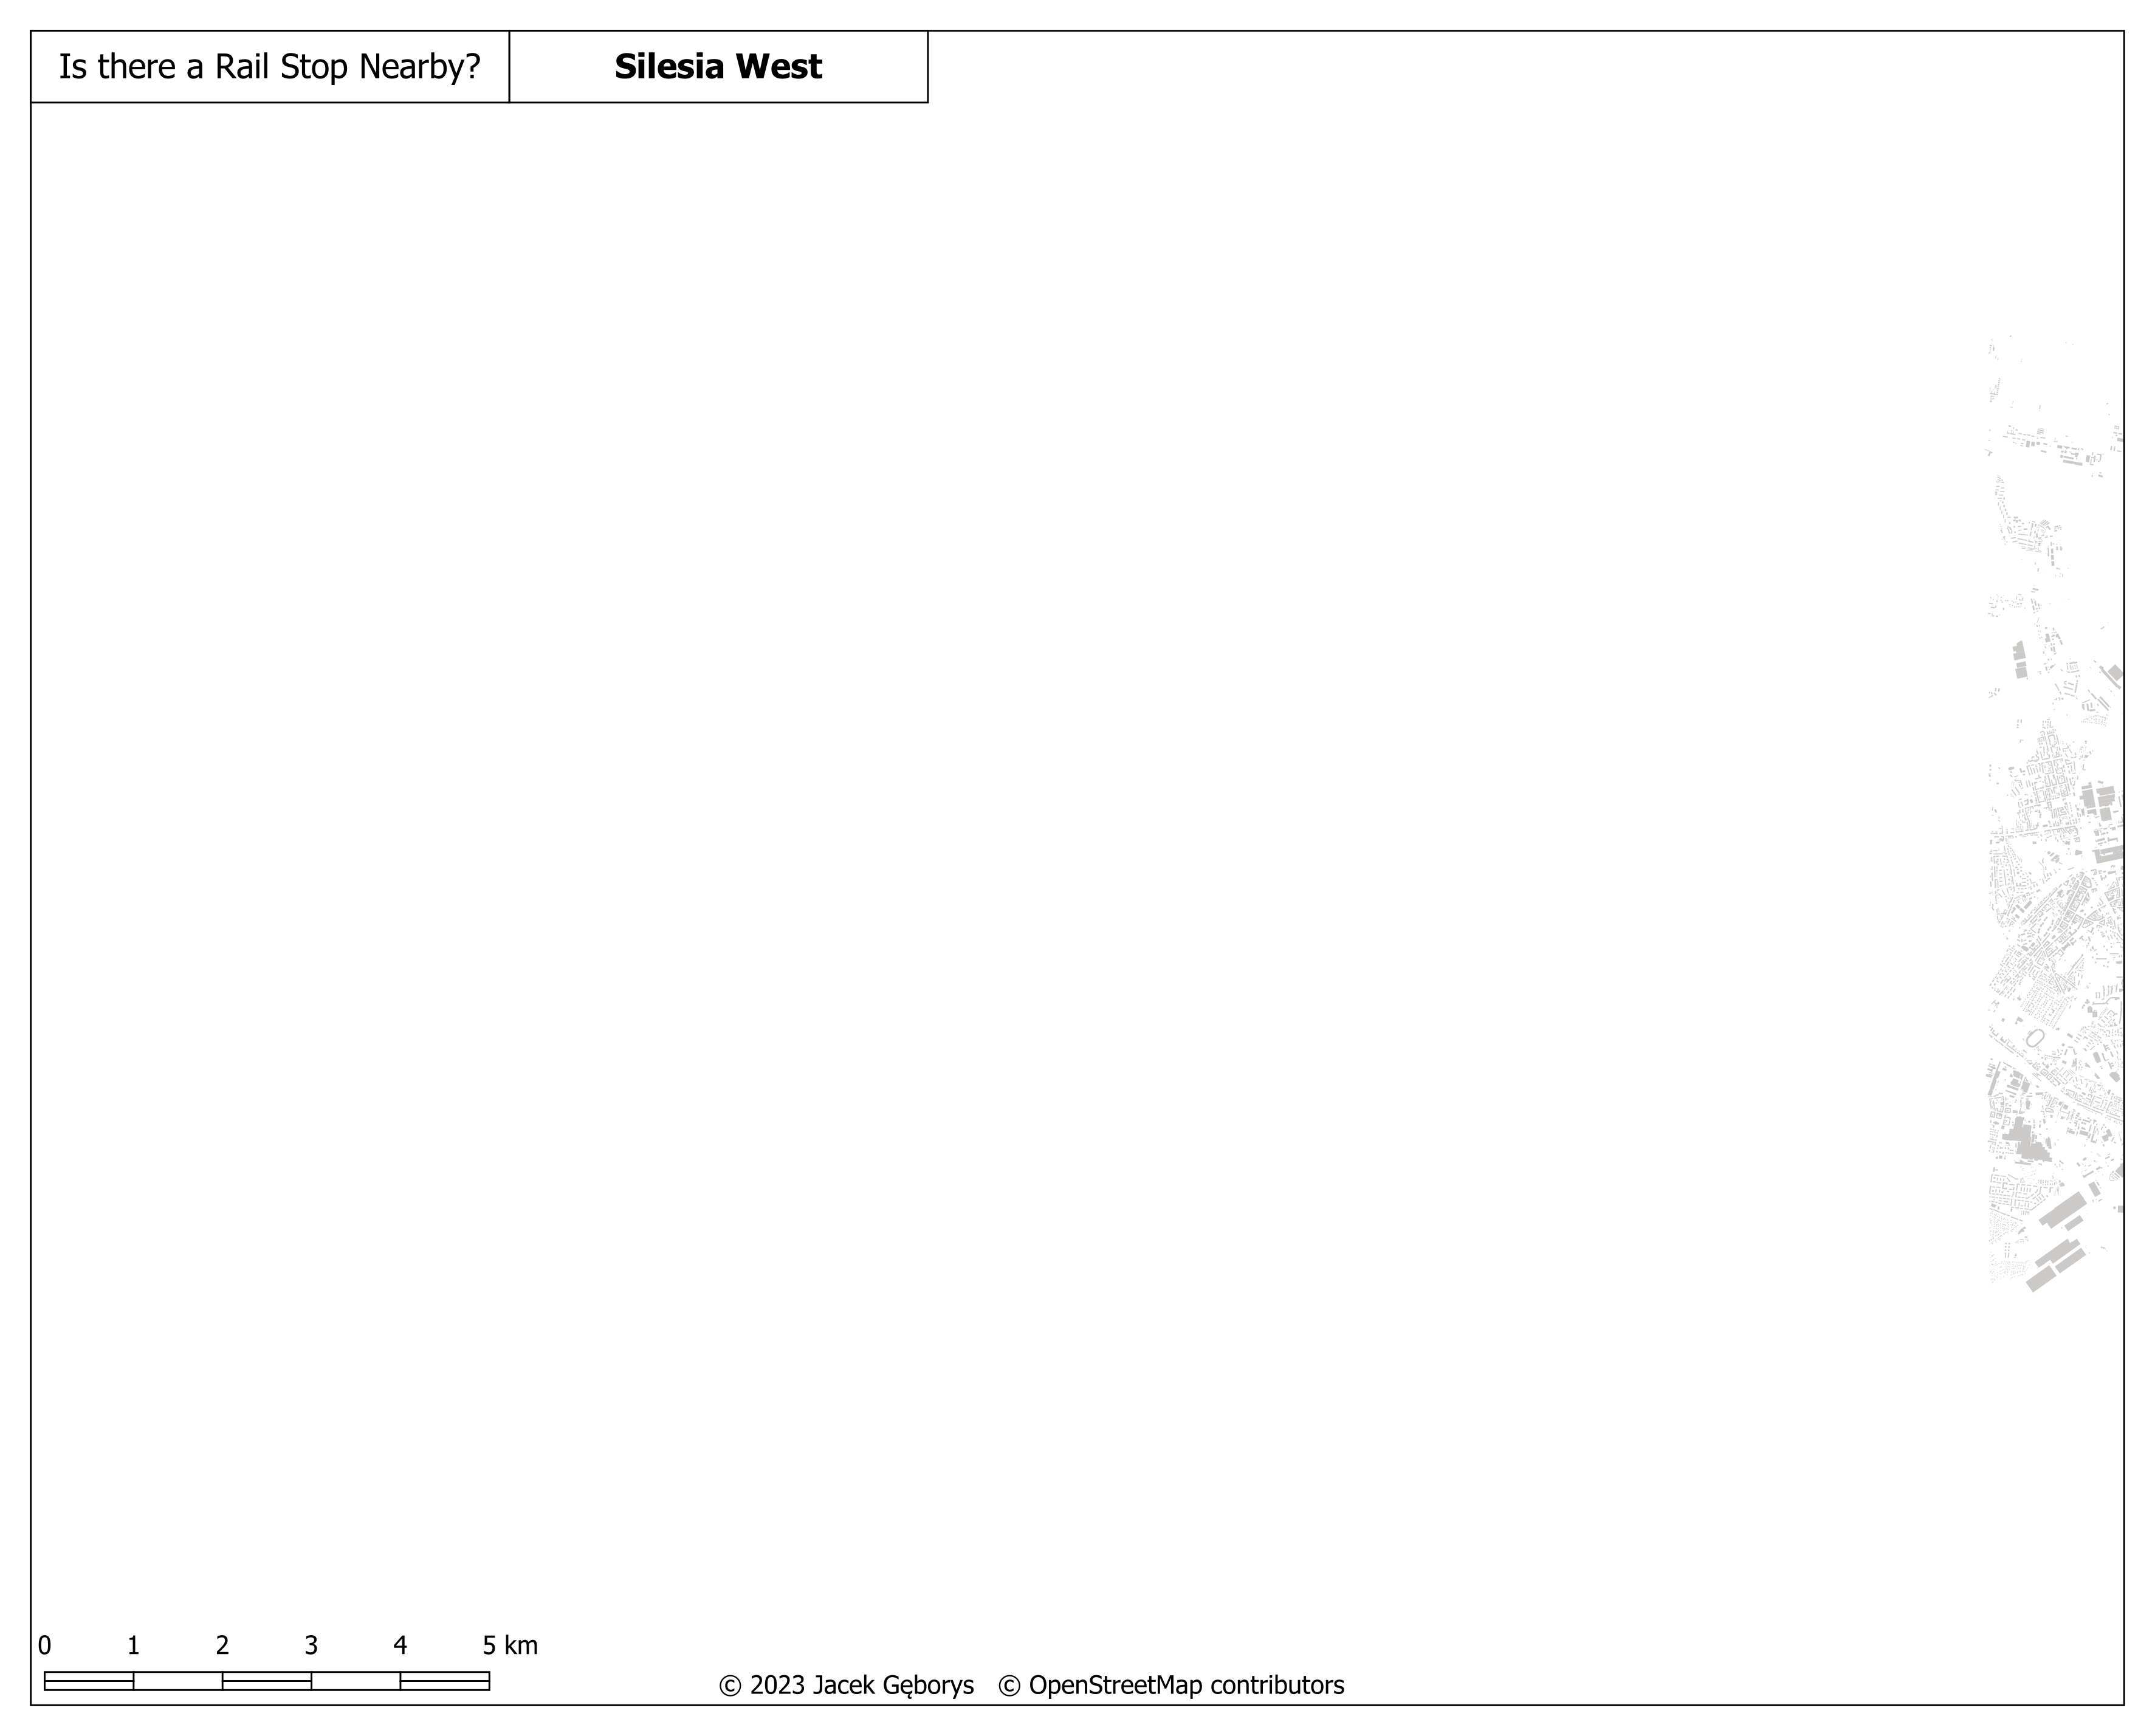 Is there a Rail Stop Nearby?
Silesia West
0 1 2 3 4 5 km
© 2023 Jacek Gęborys © OpenStreetMap contributors